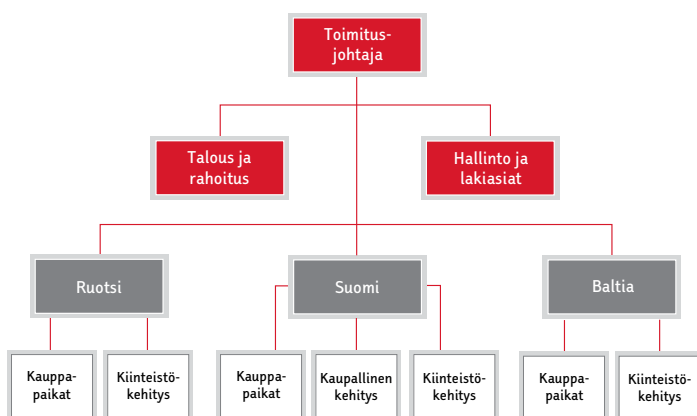 Toimitus-
johtaja
Talous ja
rahoitus
Hallinto ja
lakiasiat
Ruotsi
Suomi
Baltia
Kauppa-
paikat
Kiinteistö-
kehitys
Kauppa-
paikat
Kaupallinen
kehitys
Kiinteistö-
kehitys
Kauppa-
paikat
Kiinteistö-
kehitys